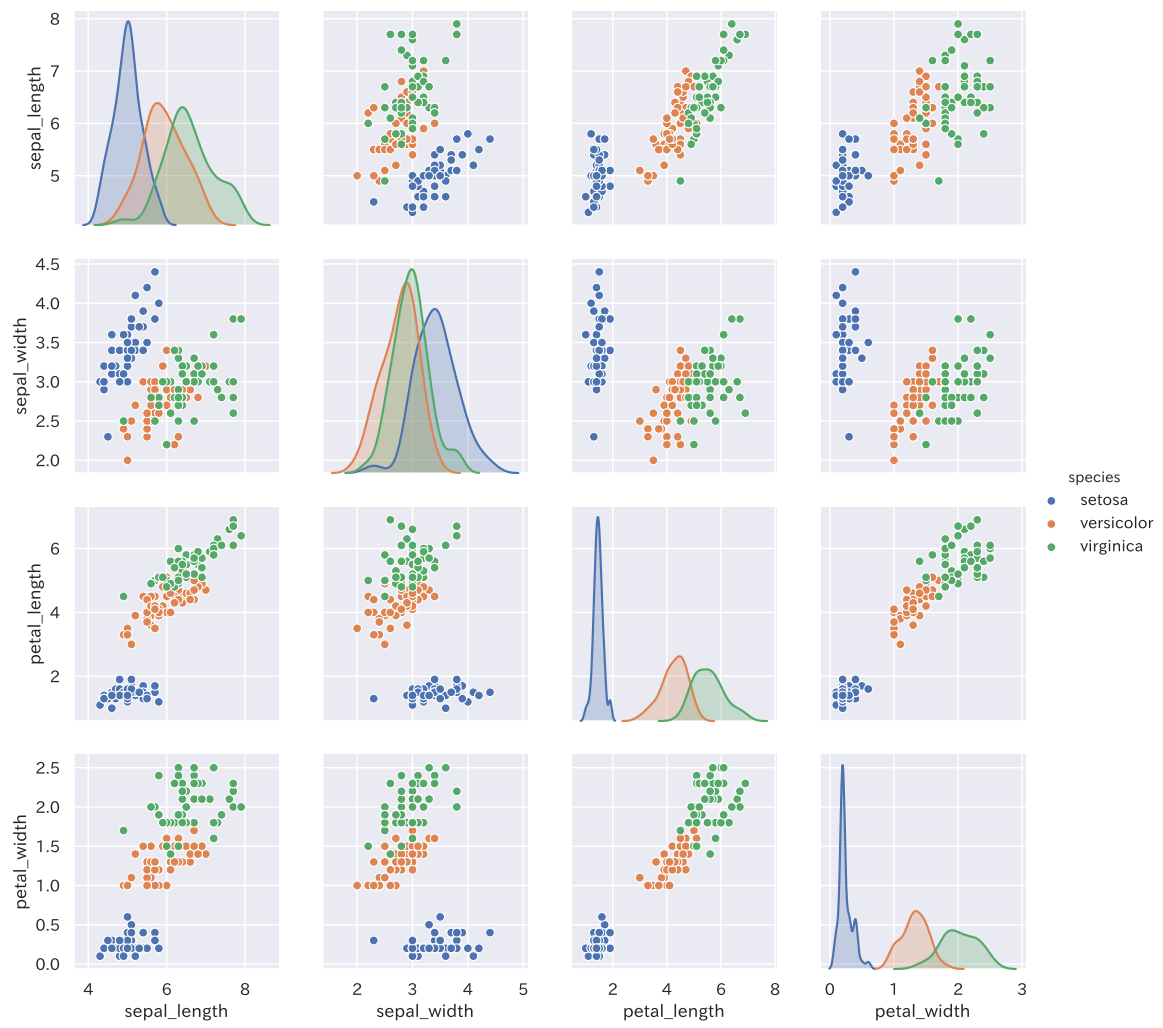 8
7
6
5
sepal_length
4.5
4.0
3.5
3.0
2.5
2.0
sepal_width
species
setosa
versicolor
virginica
6
4
2
petal_length
2.5
2.0
1.5
1.0
0.5
0.0
petal_width
4 6 8
sepal_length
2 3 4 5
sepal_width
2 4 6 8
petal_length
0 1 2 3
petal_width